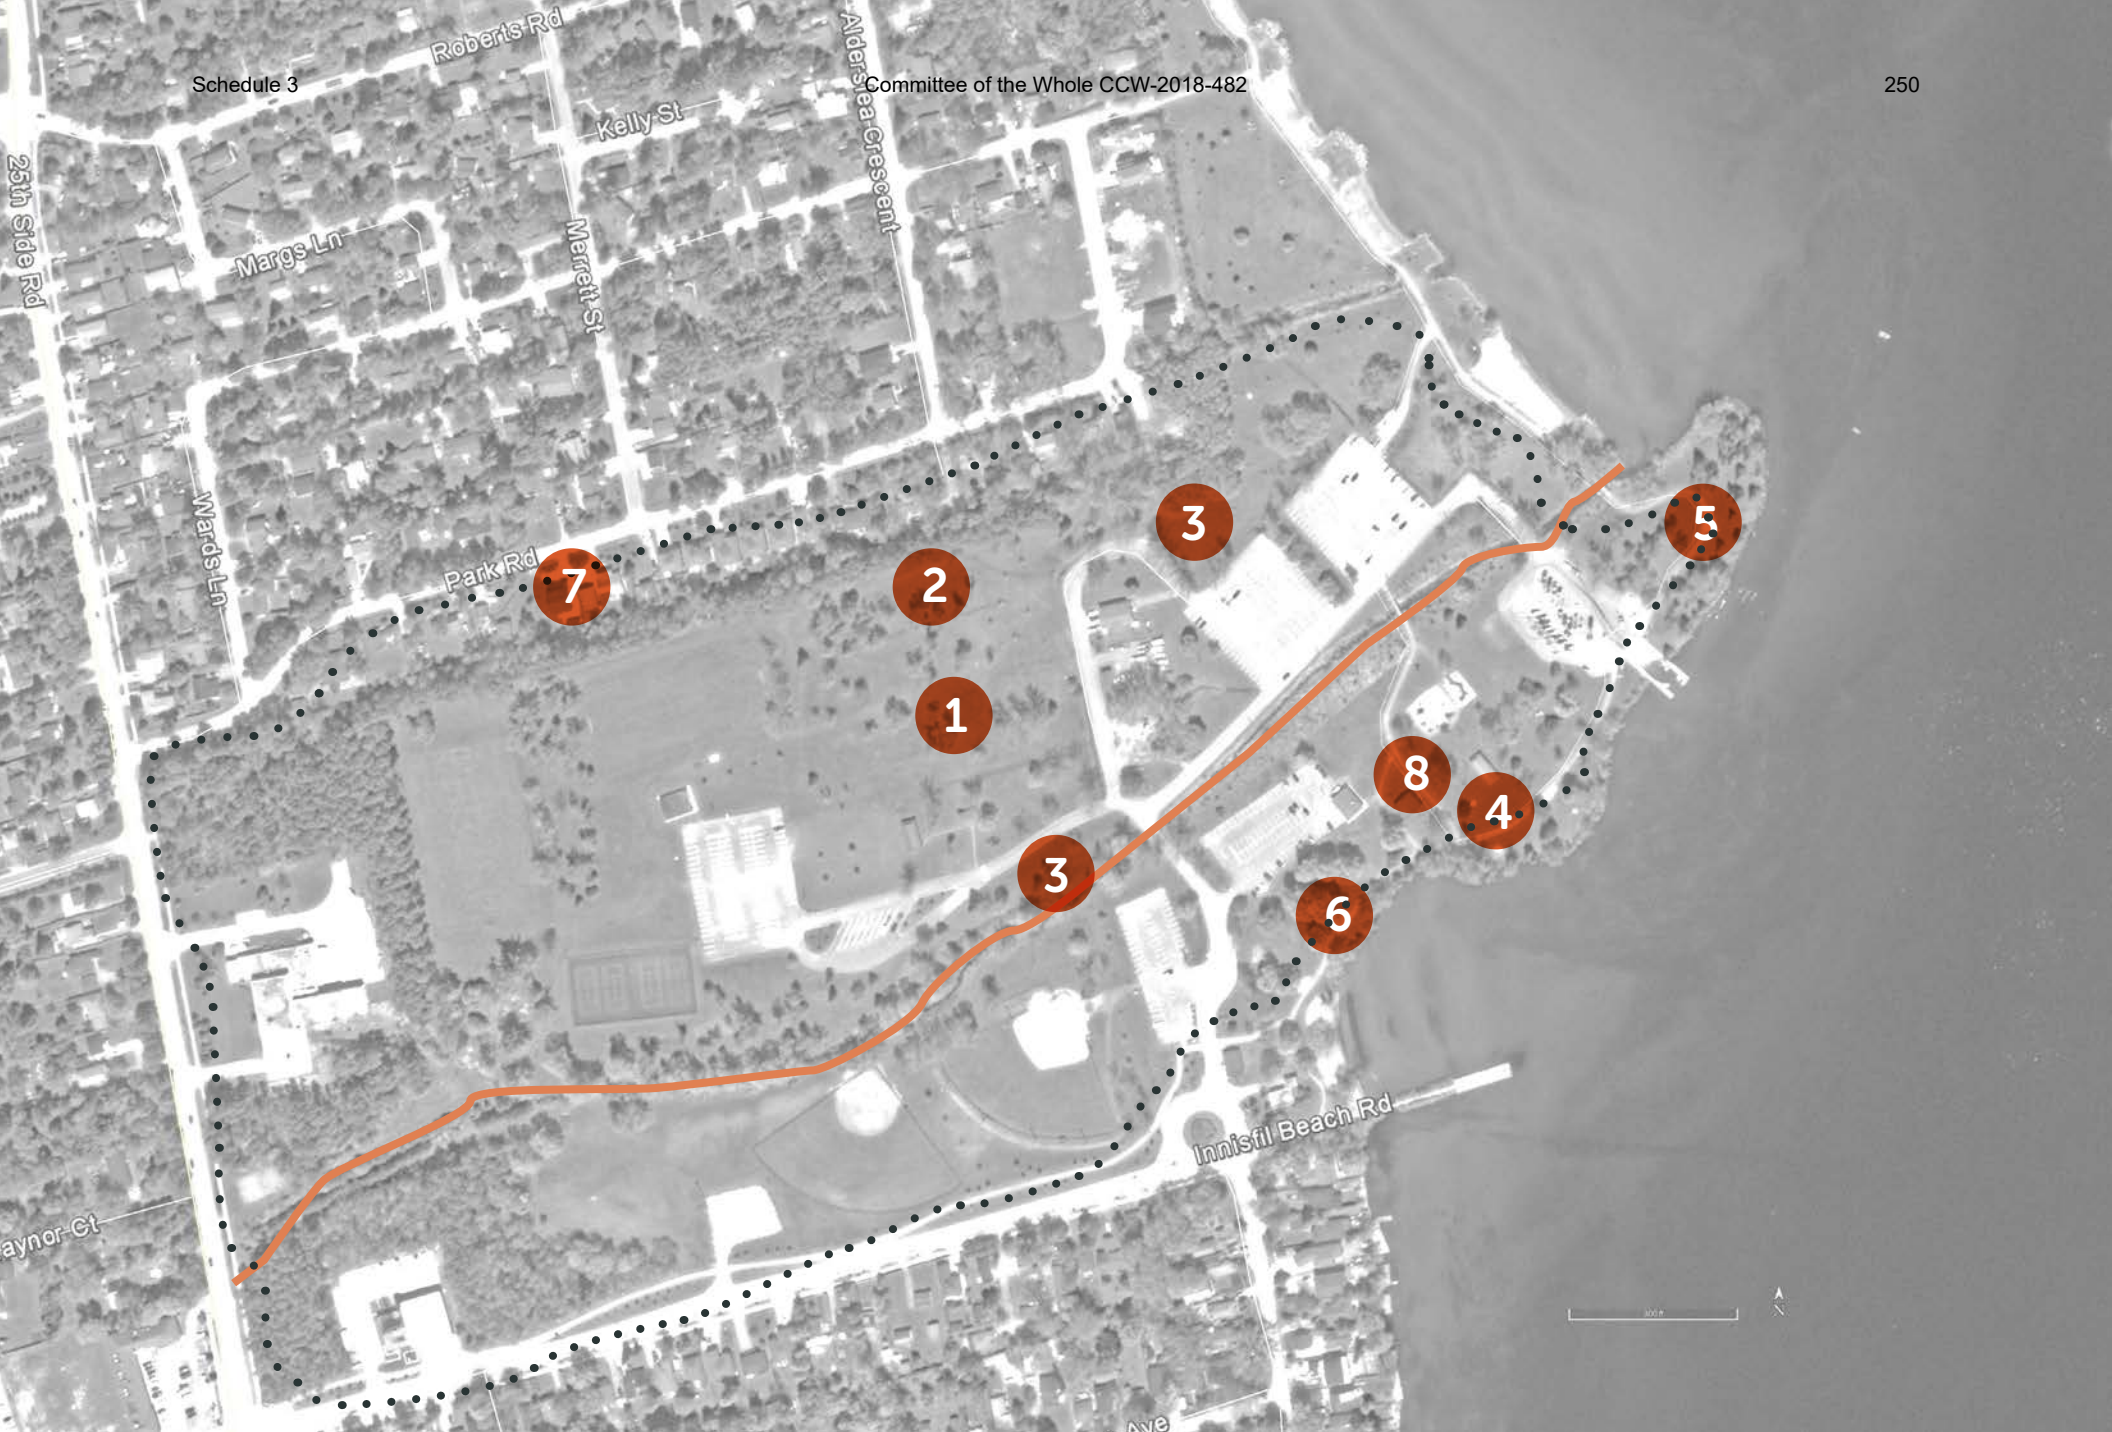 Roberts Rd
Schedule 3
Committee of the Whole CCW-2018-482
250
Aldersea Crescent
Kelly St
25th Side Rd
Margs Ln
Merrett St
Wards Ln
Park Rd
3
5
7
2
1
8
4
3
6
Innisfil Beach Rd
aynor Ct
N
Ave